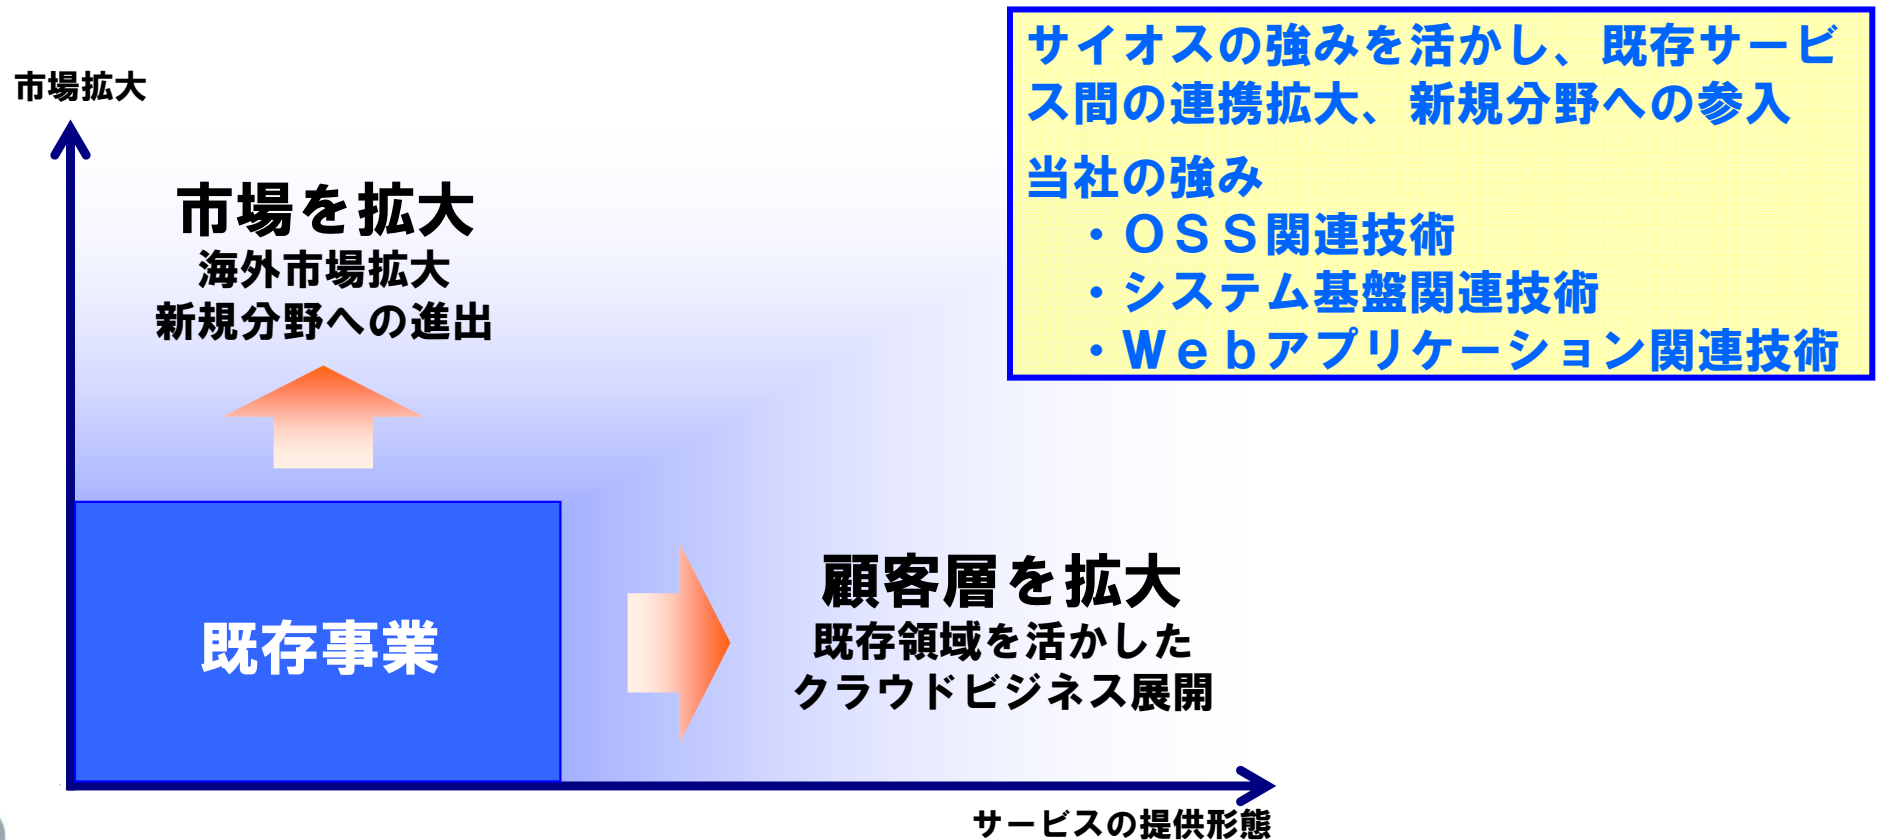 市場拡大
サイオスの強みを活かし、既存サービ
ス間の連携拡大、新規分野への参入
当社の強み
・ＯＳＳ関連技術
・システム基盤関連技術
・Ｗｅｂアプリケーション関連技術
市場を拡大
海外市場拡大
新規分野への進出
既存事業
顧客層を拡大
既存領域を活かした
クラウドビジネス展開
サービスの提供形態